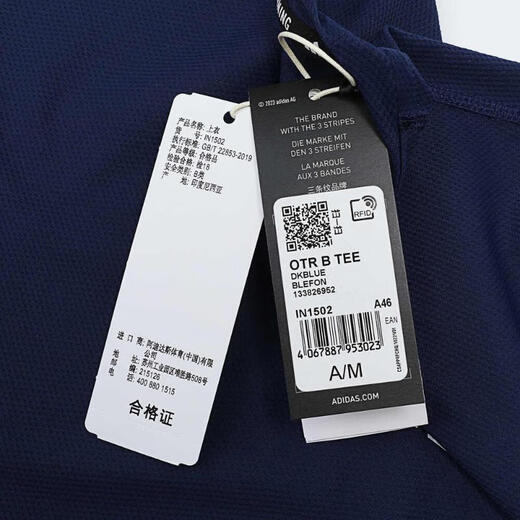 产品名称: 上衣
货 号: IN1502
执行标准: GB/T 22853-2019
产品等级: 合格品
检验合格: 检18
安全类别: B类
产 地: 印度尼西亚
进 口 商: 阿迪达斯体育(中国)有限
公司
址: 苏州工业园区唯胜路508号
编: 215126
话: 400 880 1515
合格证
© 2023 adidas AG
THE BRAND
WITH THE 3 STRIPES
DIE MARKE MIT
DEN 3 STREIFEN
LA MARQUE
AUX 3 BANDES
三条纹品牌
RFID
OTR B TEE
DKBLUE
BLEFON
133826952
IN1502 A46
EAN
4 067887 953023
A/M
ADIDAS.COM